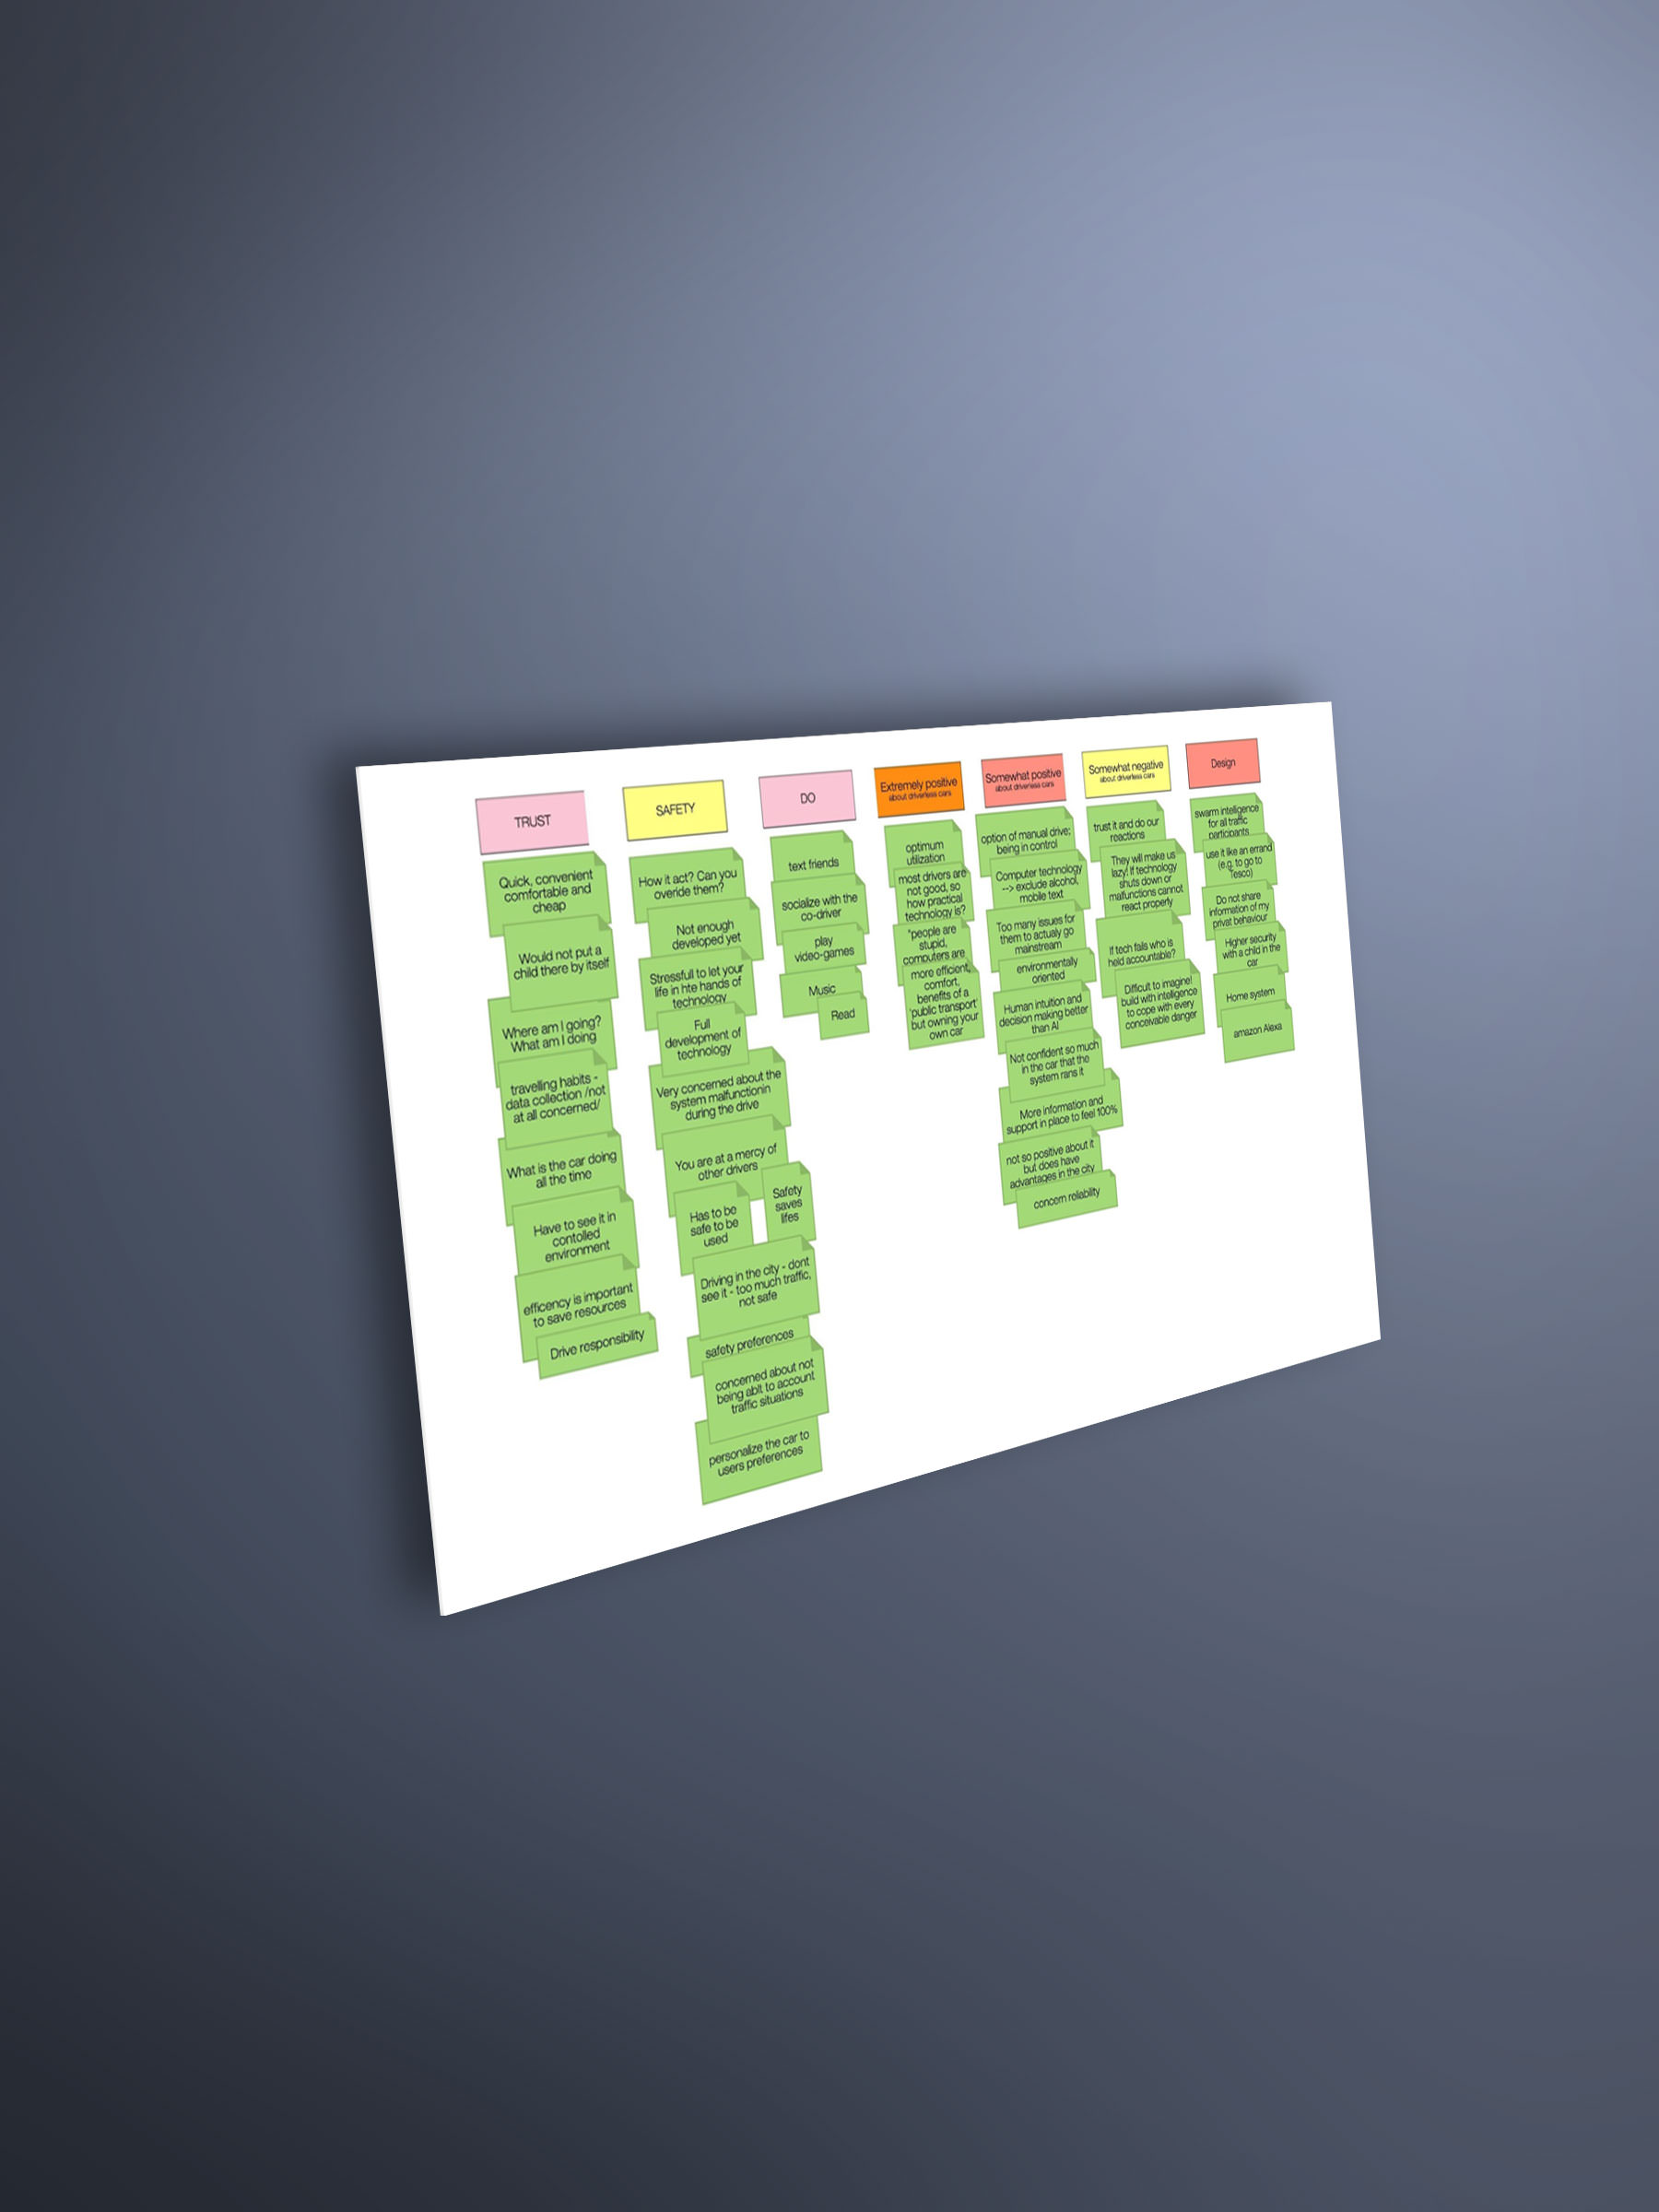 TRUST
Quick, convenient
comfortable and
cheap
Would not put a
child there by itself
Where am I going?
What am I doing
travelling habits -
data collection /not
at all concerned/
What is the car doing
all the time
Have to see it in
contolled
environment
efficency is important
to save resources
Drive responsibility
SAFETY
How it act? Can you
overide them?
Not enough
developed yet
Stressfull to let your
life in hte hands of
technology
Full
development of
technology
Very concerned about the
system malfunctionin
during the drive
You are at a mercy of
other drivers
Has to be
safe to be
used
Safety
saves
lifes
Driving in the city - dont
see it - too much traffic,
not safe
safety preferences
concerned about not
being ablt to account
traffic situations
personalize the car to
users preferences
DO
text friends
socialize with the
co-driver
play
video-games
Music
Read
Extremely positive
about driverless cars
optimum
utilization
most drivers are
not good, so
how practical
technology is?
"people are
stupid,
computers are
more efficient,
comfort,
benefits of a
'public transport'
but owning your
own car
Somewhat positive
about driverless cars
option of manual drive;
being in control
Computer technology
--> exclude alcohol,
mobile text
Too many issues for
them to actualy go
mainstream
environmentally
oriented
Human intuition and
decision making better
than AI
Not confident so much
in the car that the
system rans it
More information and
support in place to feel 100%
not so positive about it
but does have
advantages in the city
concern reliability
Somewhat negative
about driverless cars
trust it and do our
reactions
They will make us
lazy! If technology
shuts down or
malfunctions cannot
react properly
If tech fails who is
held accountable?
Difficult to imagine!
build with intelligence
to cope with every
conceivable danger
Design
swarm intelligence
for all traffic
participants
use it like an errand
(e.g. to go to
Tesco)
Do not share
information of my
privat behaviour
Higher security
with a child in the
car
Home system
amazon Alexa